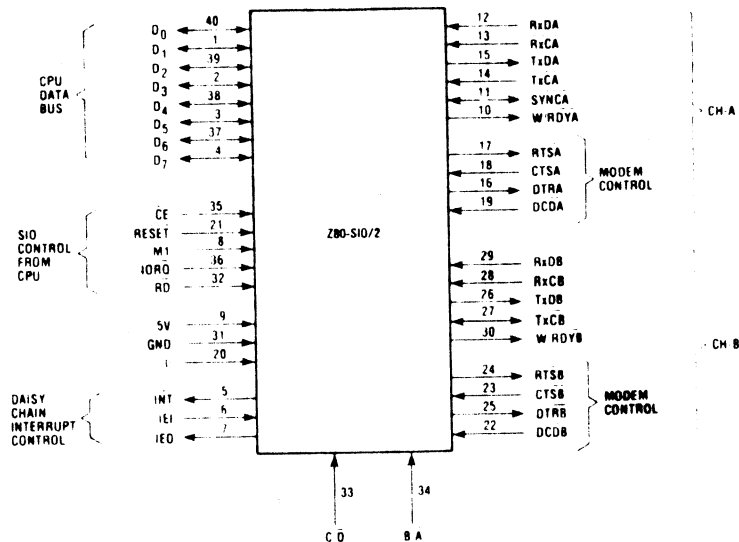 40 D0
1 D1
39 D2
2 D3
38 D4
3 D5
37 D6
4 D7
CPU
DATA
BUS
35 CE
21 RESET
8 M1
36 IORQ
32 RD
SIO
CONTROL
FROM
CPU
9 5V
31 GND
20
5 INT
6 IEI
7 IEO
DAISY
CHAIN
INTERRUPT
CONTROL
Z80-SIO/2
12 RxDA
13 RxCA
15 TxDA
14 TxCA
11 SYNCA
10 W/RDYA
17 RTSA
18 CTSA
16 DTRA
19 DCDA
MODEM
CONTROL
CH-A
29 RxDB
28 RxCB
26 TxDB
27 TxCB
30 W/RDYB
24 RTSB
23 CTSB
25 DTRB
22 DCDB
MODEM
CONTROL
CH-B
33 34
C D B A